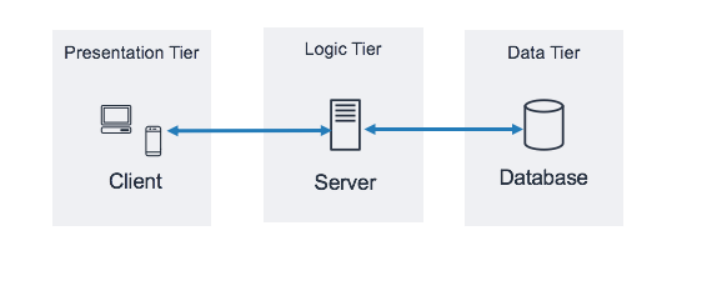 Presentation Tier
Logic Tier
Data Tier
Client
Server
Database